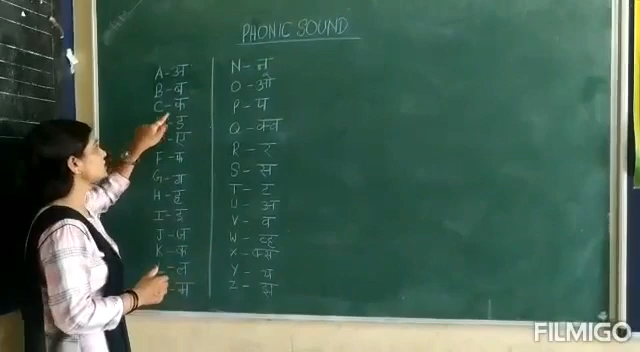 PHONIC SOUND
A - अ
B - ब
C - क
- ड
- ए
F - फ
G - ग
H - ह
I - इ
J - ज
K - क
- ल
- म
N - न
O - ओ
P - प
Q - क्व
R - र
S - स
T - ट
U - अ
V - व
W - व्ह
X - क्स
Y - य
Z - झ
FILMIGO